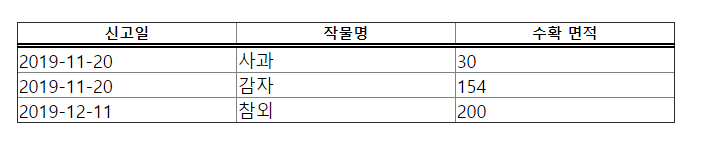 신고일 작물명 수확 면적
2019-11-20 사과 30
2019-11-20 감자 154
2019-12-11 참외 200